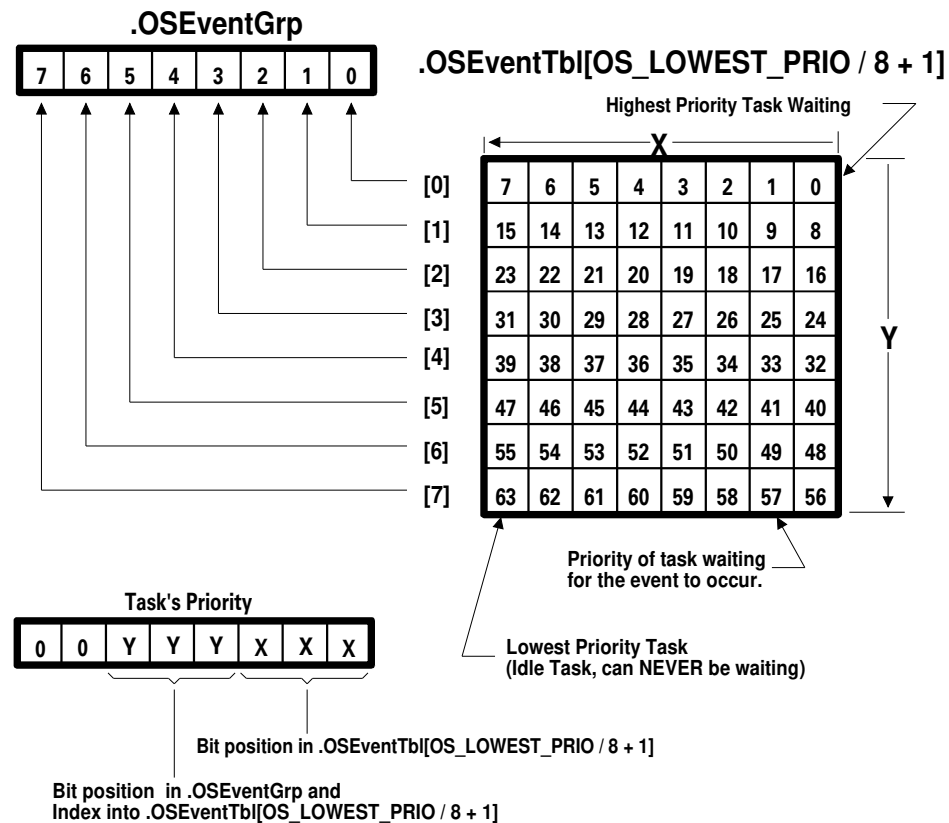 .OSEventGrp
7 6 5 4 3 2 1 0
.OSEventTbl[OS_LOWEST_PRIO / 8 + 1]
Highest Priority Task Waiting
X
[0] 7 6 5 4 3 2 1 0
[1] 15 14 13 12 11 10 9 8
[2] 23 22 21 20 19 18 17 16
[3] 31 30 29 28 27 26 25 24
[4] 39 38 37 36 35 34 33 32
[5] 47 46 45 44 43 42 41 40
[6] 55 54 53 52 51 50 49 48
[7] 63 62 61 60 59 58 57 56
Y
Priority of task waiting
for the event to occur.
Lowest Priority Task
(Idle Task, can NEVER be waiting)
Task's Priority
0 0 Y Y Y X X X
Bit position in .OSEventTbl[OS_LOWEST_PRIO / 8 + 1]
Bit position in .OSEventGrp and
Index into .OSEventTbl[OS_LOWEST_PRIO / 8 + 1]